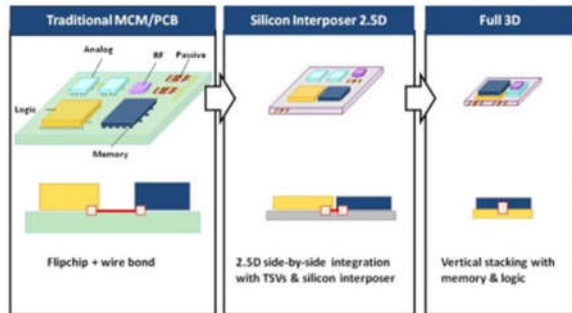 Traditional MCM/PCB
Analog
RF
Passive
Logic
Memory
Flipchip + wire bond
Silicon Interposer 2.5D
2.5D side-by-side integration
with TSVs & silicon interposer
Full 3D
Vertical stacking with
memory & logic